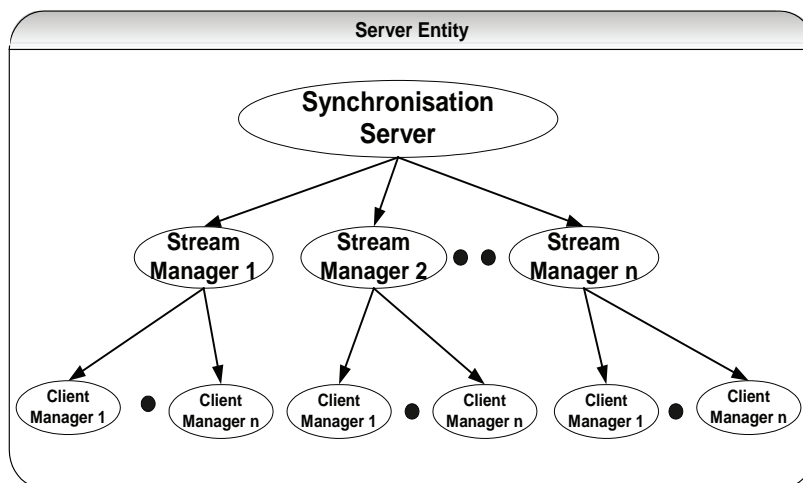 Server Entity
Synchronisation
Server
Stream
Manager 1
Stream
Manager 2
Stream
Manager n
Client
Manager 1
Client
Manager n
Client
Manager 1
Client
Manager n
Client
Manager 1
Client
Manager n